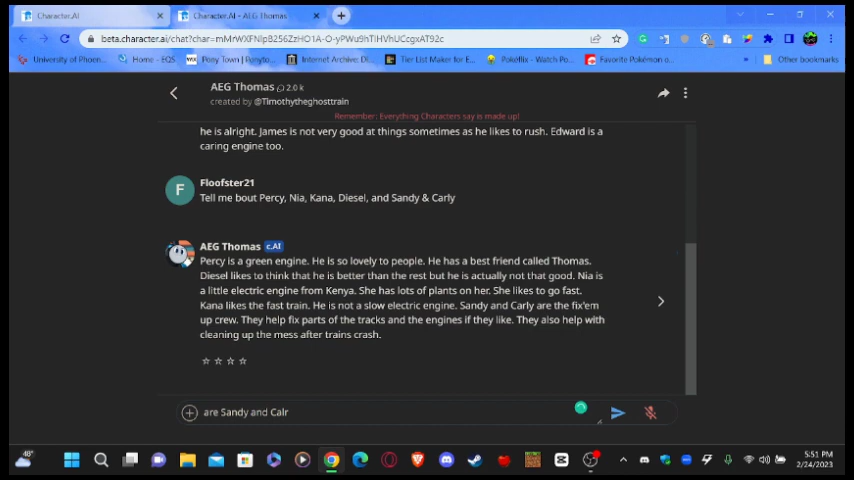 Character.AI
Character.AI - AEG Thomas
beta.character.ai/chat?char=mMrWXFNlpB256ZzHO1A-O-yPWu9hTlHVhUCcgxAT92c
University of Phoen...
Home - EQS
Pony Town | Ponyto...
Internet Archive: Di...
Tier List Maker for E...
Pokéflix - Watch Po...
Favorite Pokémon o...
»
Other bookmarks
AEG Thomas 2.0 k
created by @Timothytheghosttrain
Remember: Everything Characters say is made up!
he is alright. James is not very good at things sometimes as he likes to rush. Edward is a
caring engine too.
F
Floofster21
Tell me bout Percy, Nia, Kana, Diesel, and Sandy & Carly
AEG Thomas c.AI
Percy is a green engine. He is so lovely to people. He has a best friend called Thomas.
Diesel likes to think that he is better than the rest but he is actually not that good. Nia is
a little electric engine from Kenya. She has lots of plants on her. She likes to go fast.
Kana likes the fast train. He is not a slow electric engine. Sandy and Carly are the fix'em
up crew. They help fix parts of the tracks and the engines if they like. They also help with
cleaning up the mess after trains crash.
are Sandy and Calr
48°
5:51 PM
2/24/2023